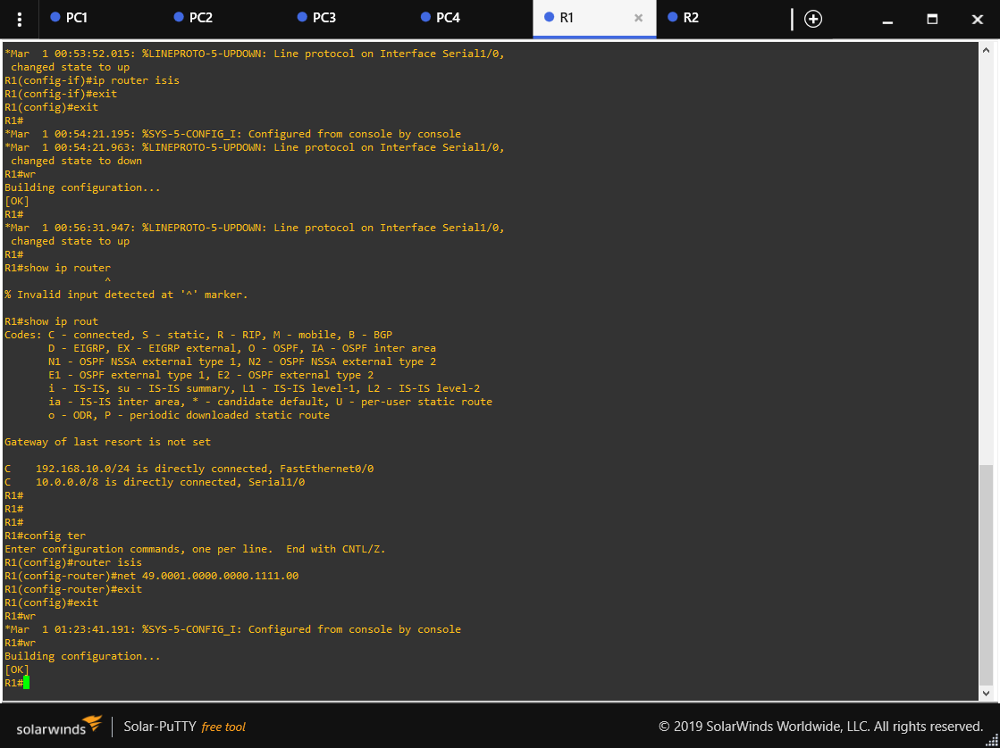 PC1 PC2 PC3 PC4 R1 R2
*Mar  1 00:53:52.015: %LINEPROTO-5-UPDOWN: Line protocol on Interface Serial1/0,
 changed state to up
R1(config-if)#ip router isis
R1(config-if)#exit
R1(config)#exit
R1#
*Mar  1 00:54:21.195: %SYS-5-CONFIG_I: Configured from console by console
*Mar  1 00:54:21.963: %LINEPROTO-5-UPDOWN: Line protocol on Interface Serial1/0,
 changed state to down
R1#wr
Building configuration...
[OK]
R1#
*Mar  1 00:56:31.947: %LINEPROTO-5-UPDOWN: Line protocol on Interface Serial1/0,
 changed state to up
R1#
R1#show ip router
                ^
% Invalid input detected at '^' marker.
R1#show ip rout
Codes: C - connected, S - static, R - RIP, M - mobile, B - BGP
       D - EIGRP, EX - EIGRP external, O - OSPF, IA - OSPF inter area
       N1 - OSPF NSSA external type 1, N2 - OSPF NSSA external type 2
       E1 - OSPF external type 1, E2 - OSPF external type 2
       i - IS-IS, su - IS-IS summary, L1 - IS-IS level-1, L2 - IS-IS level-2
       ia - IS-IS inter area, * - candidate default, U - per-user static route
       o - ODR, P - periodic downloaded static route
Gateway of last resort is not set
C    192.168.10.0/24 is directly connected, FastEthernet0/0
C    10.0.0.0/8 is directly connected, Serial1/0
R1#
R1#
R1#
R1#config ter
Enter configuration commands, one per line.  End with CNTL/Z.
R1(config)#router isis
R1(config-router)#net 49.0001.0000.0000.1111.00
R1(config-router)#exit
R1(config)#exit
R1#wr
*Mar  1 01:23:41.191: %SYS-5-CONFIG_I: Configured from console by console
R1#wr
Building configuration...
[OK]
R1#
solarwinds Solar-PuTTY free tool © 2019 SolarWinds Worldwide, LLC. All rights reserved.